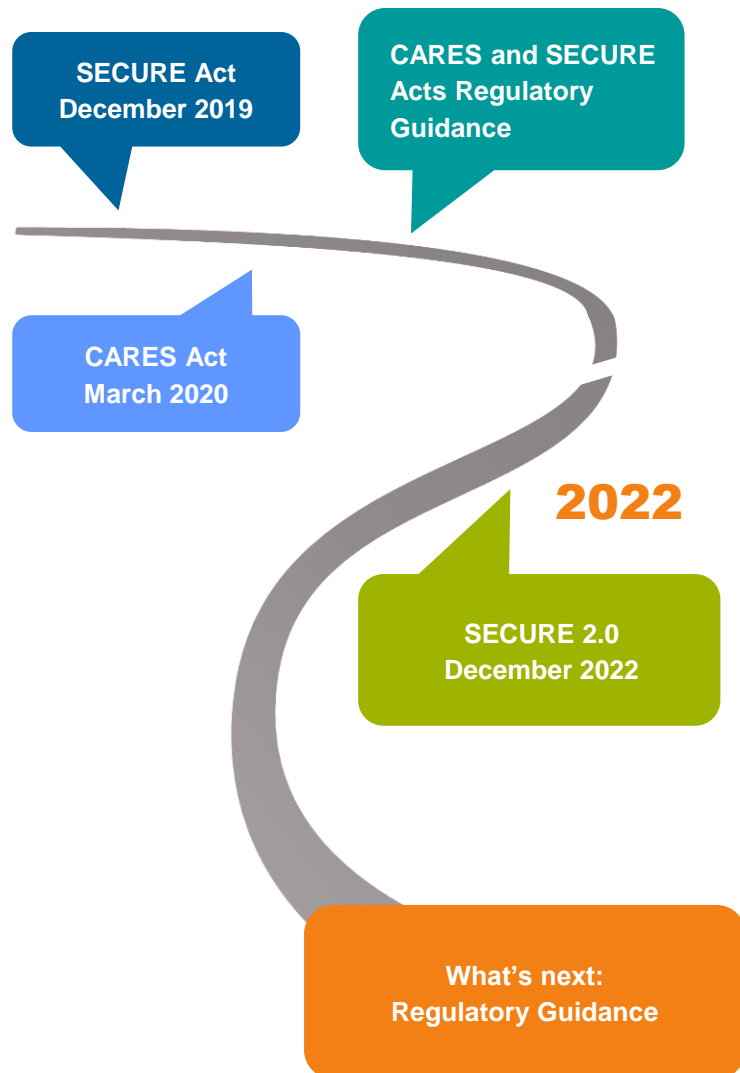 SECURE Act
December 2019
CARES and SECURE
Acts Regulatory
Guidance
CARES Act
March 2020
2022
SECURE 2.0
December 2022
What’s next:
Regulatory Guidance